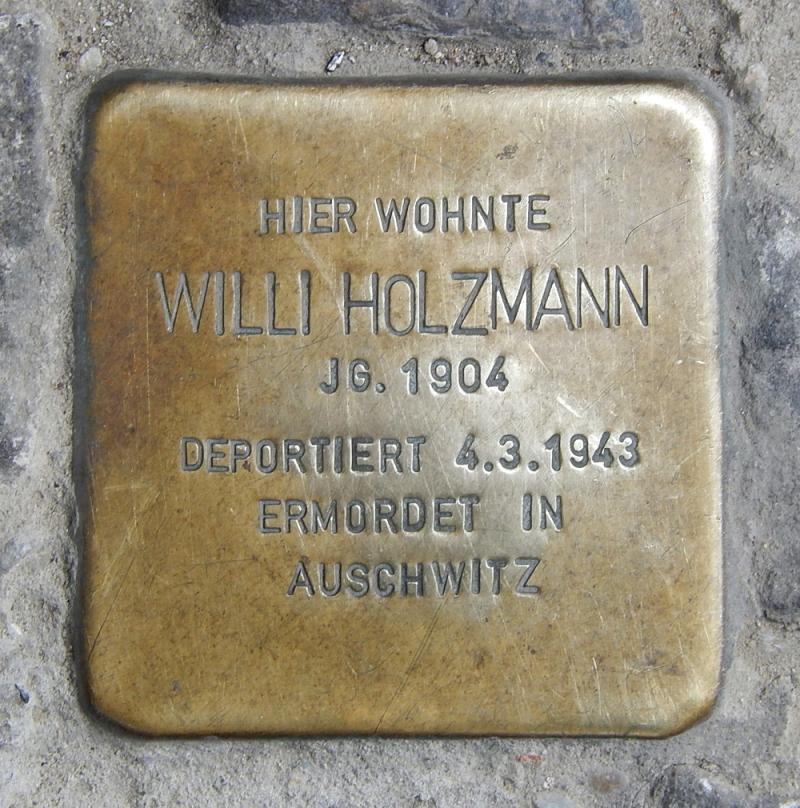 HIER WOHNTE
WILLI HOLZMANN
JG. 1904
DEPORTIERT 4.3.1943
ERMORDET IN
AUSCHWITZ